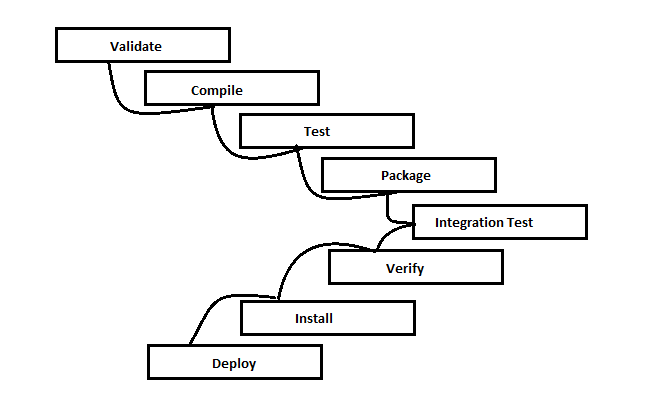 Validate
Compile
Test
Package
Integration Test
Verify
Install
Deploy